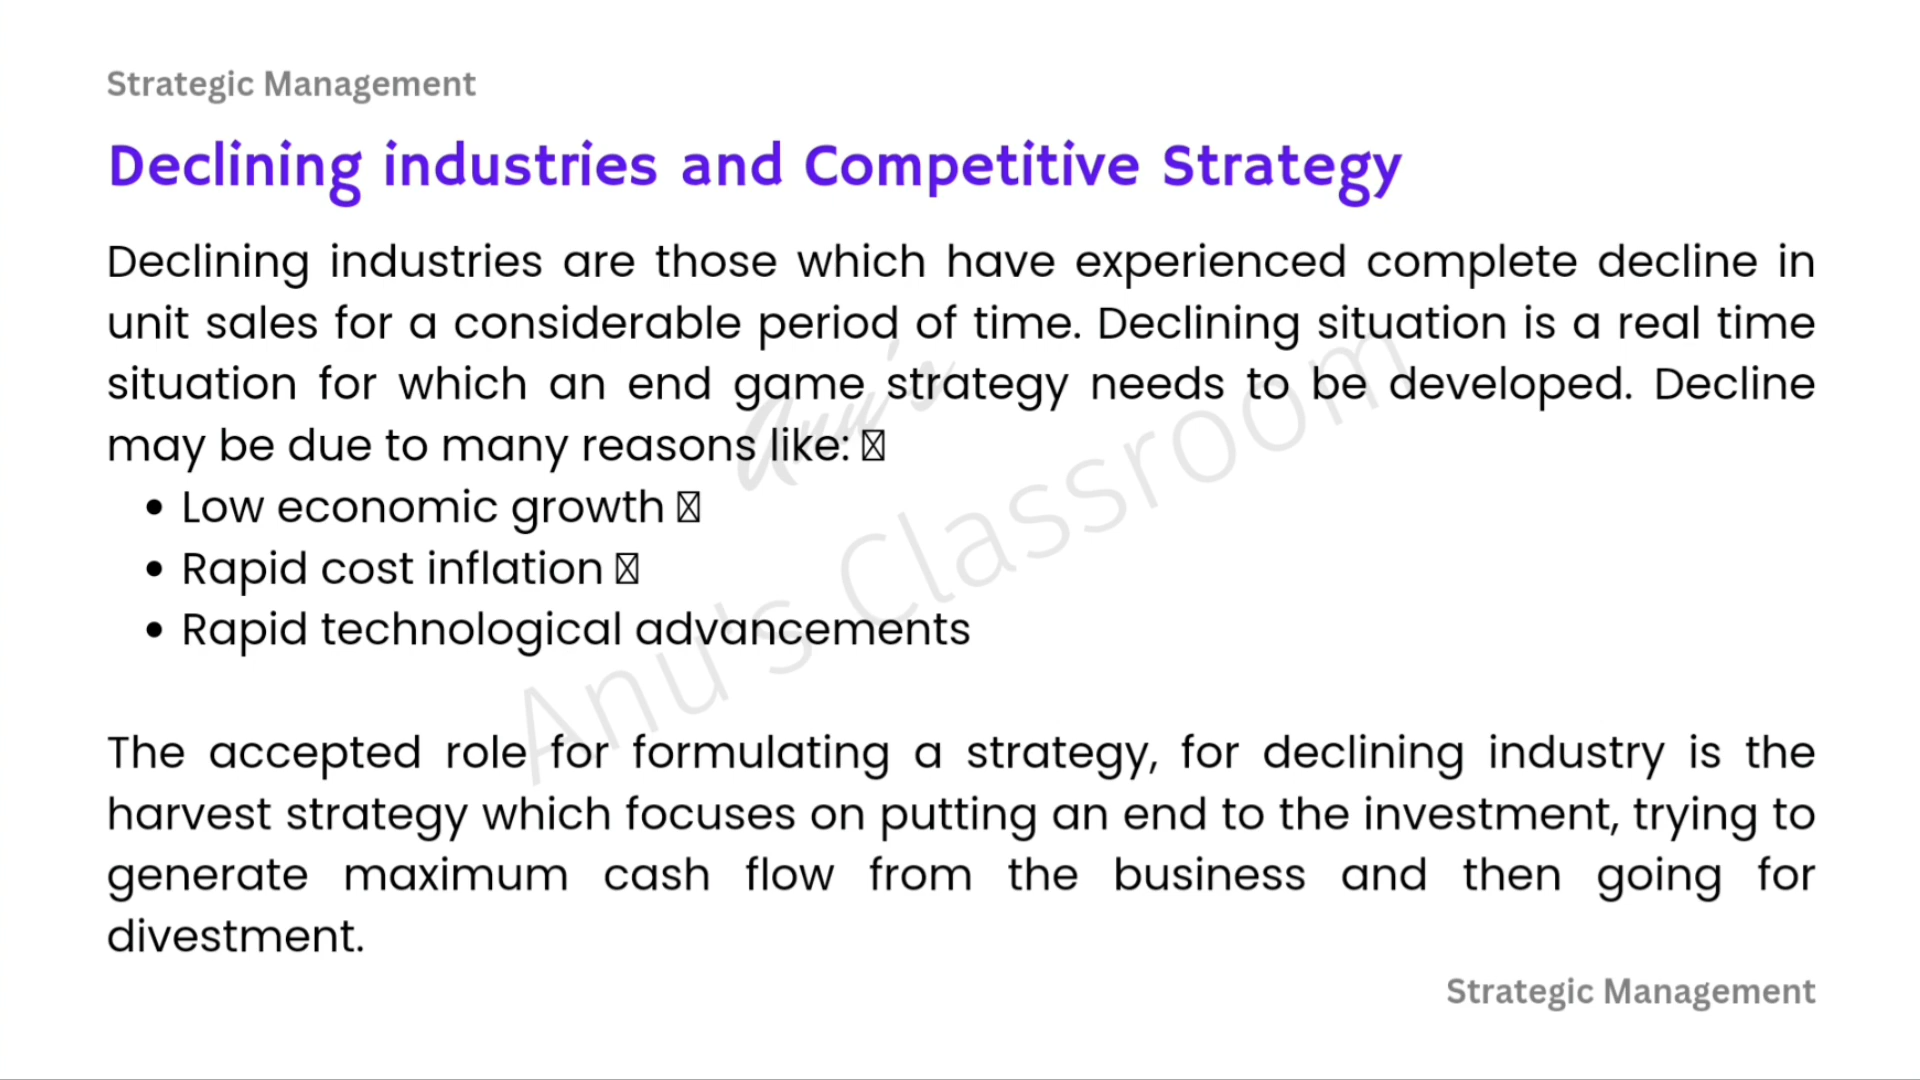 Strategic Management
Declining industries and Competitive Strategy
Declining industries are those which have experienced complete decline in
unit sales for a considerable period of time. Declining situation is a real time
situation for which an end game strategy needs to be developed. Decline
may be due to many reasons like:
• Low economic growth
• Rapid cost inflation
• Rapid technological advancements
The accepted role for formulating a strategy, for declining industry is the
harvest strategy which focuses on putting an end to the investment, trying to
generate maximum cash flow from the business and then going for
divestment.
Strategic Management
Anu's
Anu's Classroom